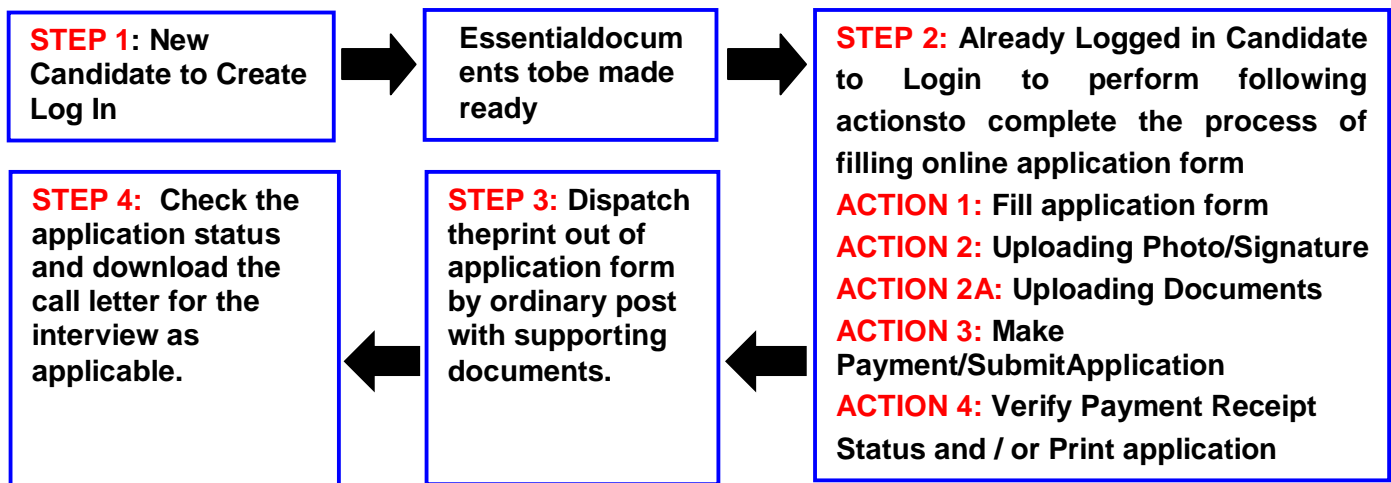 STEP 1: New
Candidate to Create
Log In
Essentialdocum
ents tobe made
ready
STEP 2: Already Logged in Candidate
to Login to perform following
actionsto complete the process of
filling online application form
ACTION 1: Fill application form
ACTION 2: Uploading Photo/Signature
ACTION 2A: Uploading Documents
ACTION 3: Make
Payment/SubmitApplication
ACTION 4: Verify Payment Receipt
Status and / or Print application
STEP 3: Dispatch
theprint out of
application form
by ordinary post
with supporting
documents.
STEP 4: Check the
application status
and download the
call letter for the
interview as
applicable.